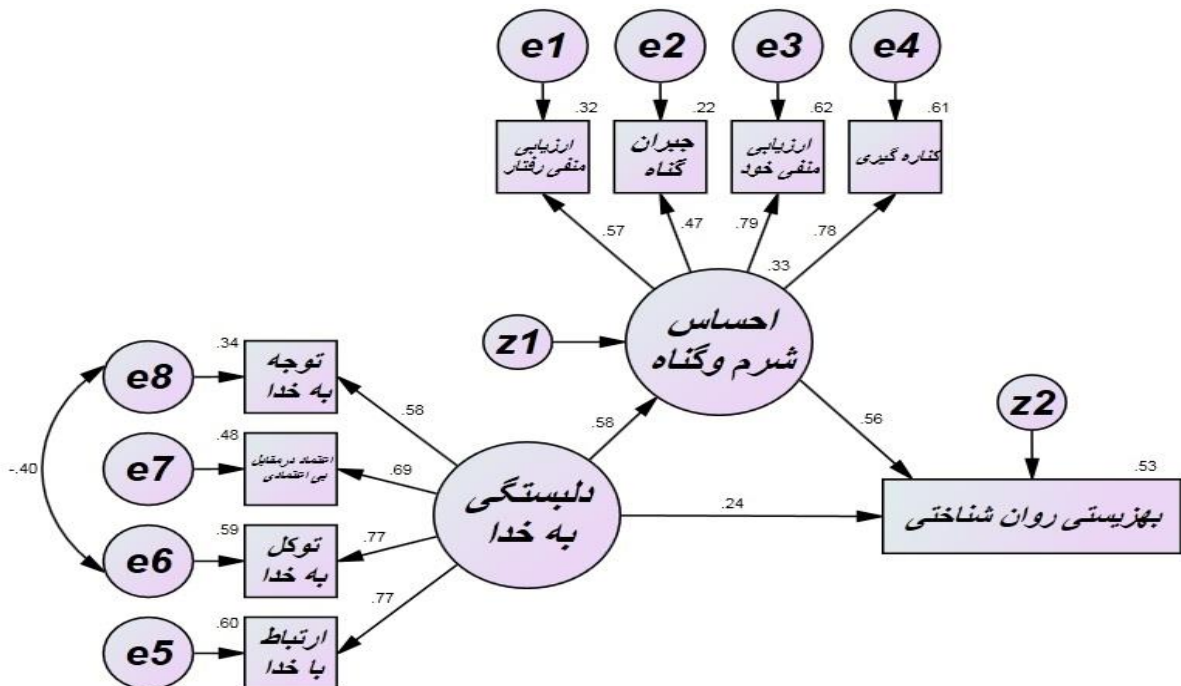 e1
e2
e3
e4
.32
.22
.62
.61
ارزیابی
منفی رفتار
جبران
گناه
ارزیابی
منفی خود
کناره گیری
.57
.47
.79
.78
.33
احساس
شرم وگناه
z1
.34
e8
توجه
به خدا
.58
.58
.56
z2
-.40
.48
e7
اعتماد درمقابل
بی اعتمادی
.69
دلبستگی
به خدا
.24
.53
بهزیستی روان شناختی
.59
e6
توکل
به خدا
.77
.77
.60
e5
ارتباط
با خدا